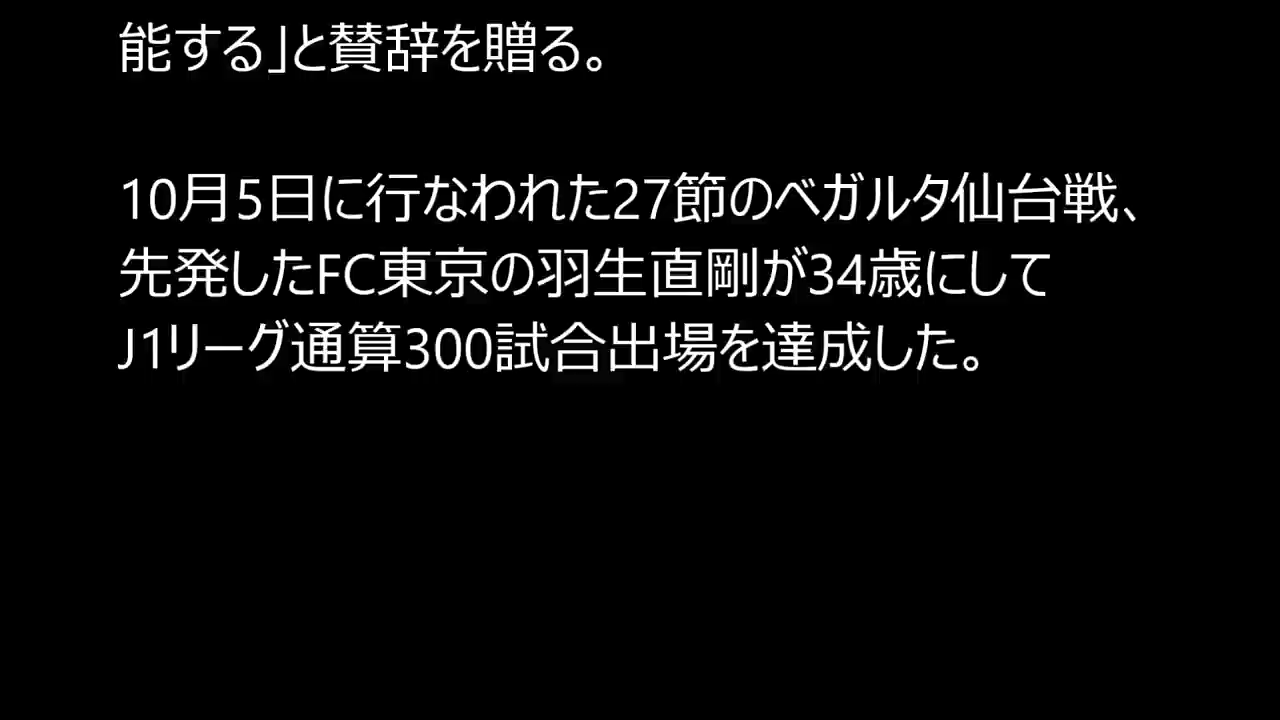 能する」と賛辞を贈る。
10月5日に行なわれた27節のベガルタ仙台戦、
先発したFC東京の羽生直剛が34歳にして
J1リーグ通算300試合出場を達成した。